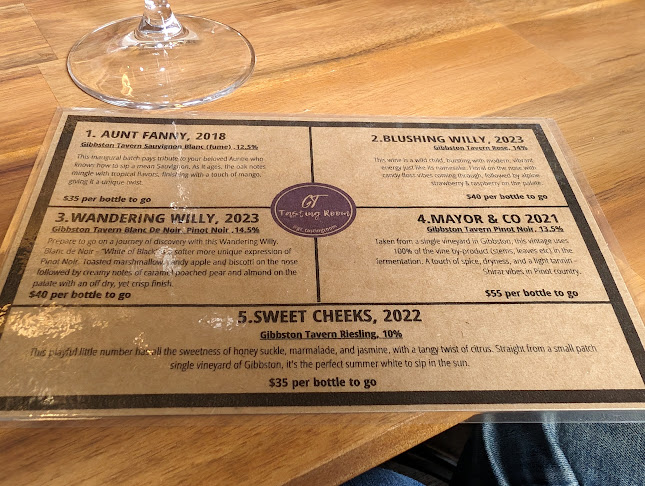 1. AUNT FANNY, 2018
Gibbston Tavern Sauvignon Blanc (fume), 12.5%
This inaugural batch pays tribute to your beloved Auntie who
knows how to sip a mean Sauvignon. As it ages, the oak notes
mingle with tropical flavors, finishing with a touch of mango,
giving it a unique twist.
$35 per bottle to go
2.BLUSHING WILLY, 2023
Gibbston Tavern Rose, 14%
This wine is a wild child, bursting with modern, vibrant
energy just like its namesake. Floral on the nose with
candy floss vibes coming through, followed by alpine
strawberry & raspberry on the palate.
$40 per bottle to go
GT
Tasting Room
3.WANDERING WILLY, 2023
Gibbston Tavern Blanc De Noir, Pinot Noir ,14.5%
Prepare to go on a journey of discovery with this Wandering Willy.
Blanc de Noir – "White of Black" softer more unique expression of
Pinot Noir. Toasted marshmallow, candy apple and biscotti on the nose
followed by creamy notes of caramel, poached pear and almond on the
palate with an off dry, yet crisp finish.
$40 per bottle to go
4.MAYOR & CO 2021
Gibbston Tavern Pinot Noir, 13.5%
Taken from a single vineyard in Gibbston, this vintage uses
100% of the vine by-product (stems, leaves etc) in the
fermentation. A touch of spice, dryness, and a light tannin -
Shiraz vibes in Pinot country.
$55 per bottle to go
5.SWEET CHEEKS, 2022
Gibbston Tavern Riesling, 10%
This playful little number has all the sweetness of honey suckle, marmalade, and jasmine, with a tangy twist of citrus. Straight from a small patch
single vineyard of Gibbston, it's the perfect summer white to sip in the sun.
$35 per bottle to go